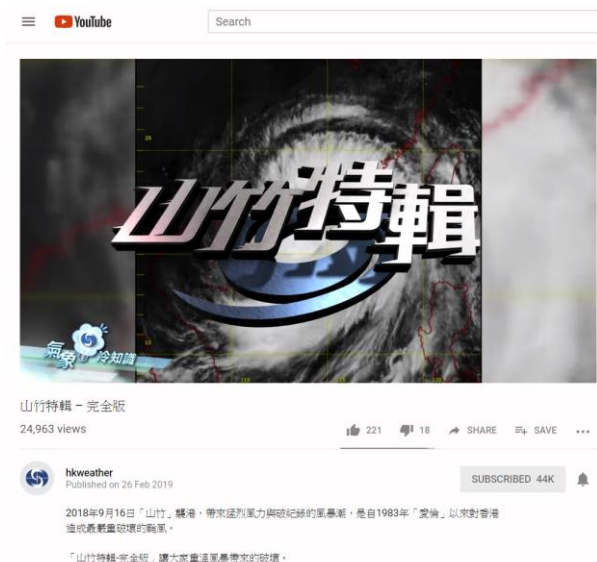 YouTube
Search
山竹特輯
氣象冷知識
山竹特輯 – 完全版
24,963 views
221
18
SHARE
SAVE
hkweather
Published on 26 Feb 2019
SUBSCRIBED 44K
2018年9月16日「山竹」襲港，帶來猛烈風力與破紀錄的風暴潮，是自1983年「愛倫」以來對香港
造成最嚴重破壞的颱風。
「山竹特輯-完全版」讓大家重溫風暴帶來的破壞。